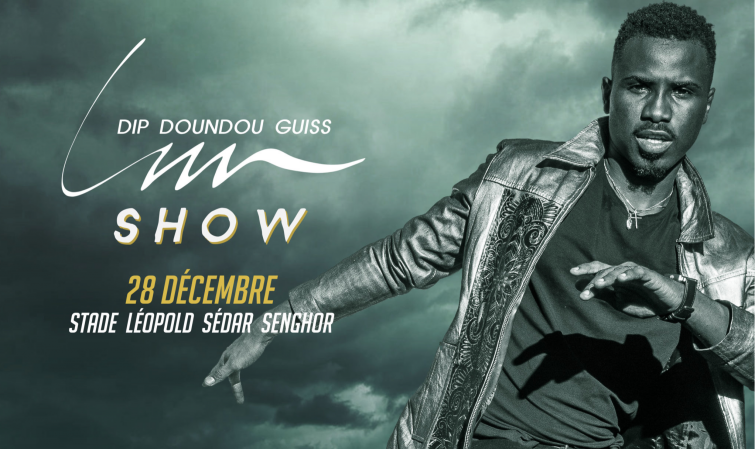 DIP DOUNDOU GUISS
SHOW
28 DÉCEMBRE
STADE LÉOPOLD SÉDAR SENGHOR